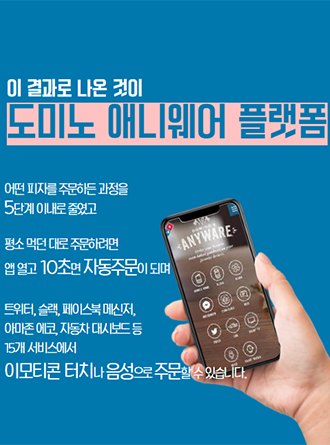 이 결과로 나온 것이
도미노 애니웨어 플랫폼
어떤 피자를 주문하든 과정을
5단계 이내로 줄였고
평소 먹던 대로 주문하려면
앱 열고 10초면 자동주문이 되며
트위터, 슬랙, 페이스북 메신저,
아마존 에코, 자동차 대시보드 등
15개 서비스에서
이모티콘 터치나 음성으로 주문할 수 있습니다.
ANYWARE